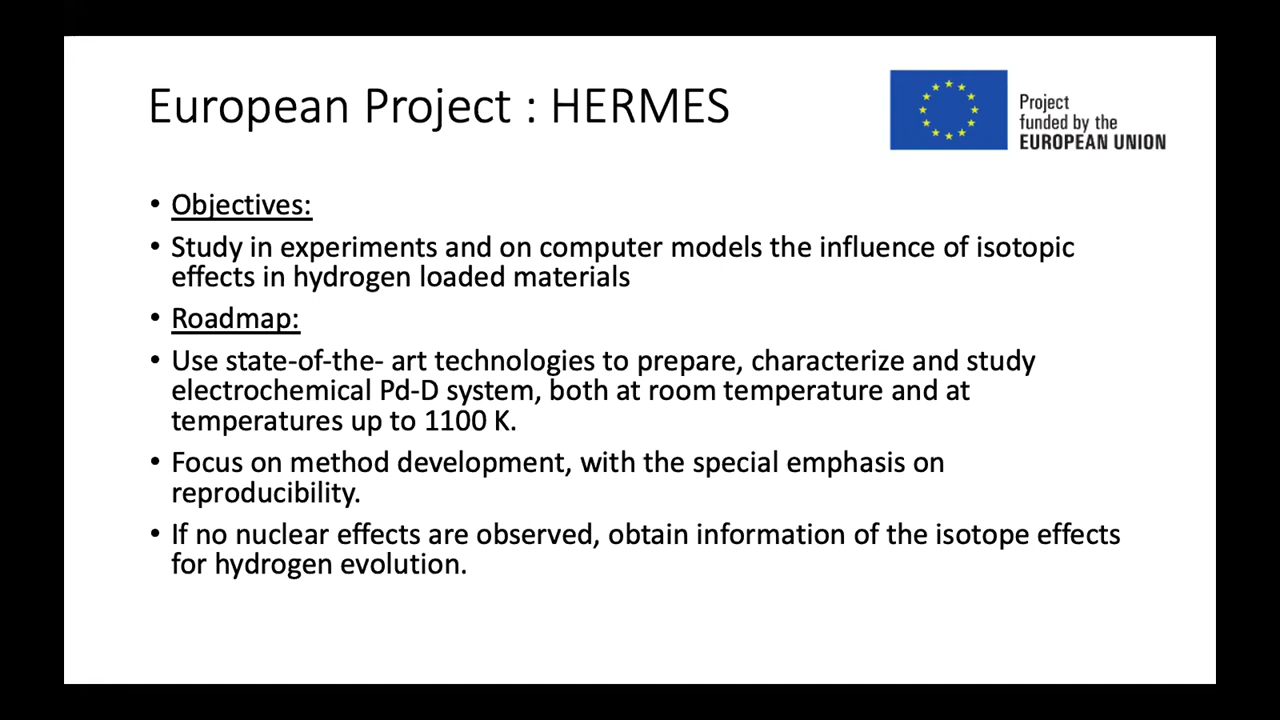 European Project : HERMES
Project
funded by the
EUROPEAN UNION
• Objectives:
• Study in experiments and on computer models the influence of isotopic
effects in hydrogen loaded materials
• Roadmap:
• Use state-of-the- art technologies to prepare, characterize and study
electrochemical Pd-D system, both at room temperature and at
temperatures up to 1100 K.
• Focus on method development, with the special emphasis on
reproducibility.
• If no nuclear effects are observed, obtain information of the isotope effects
for hydrogen evolution.